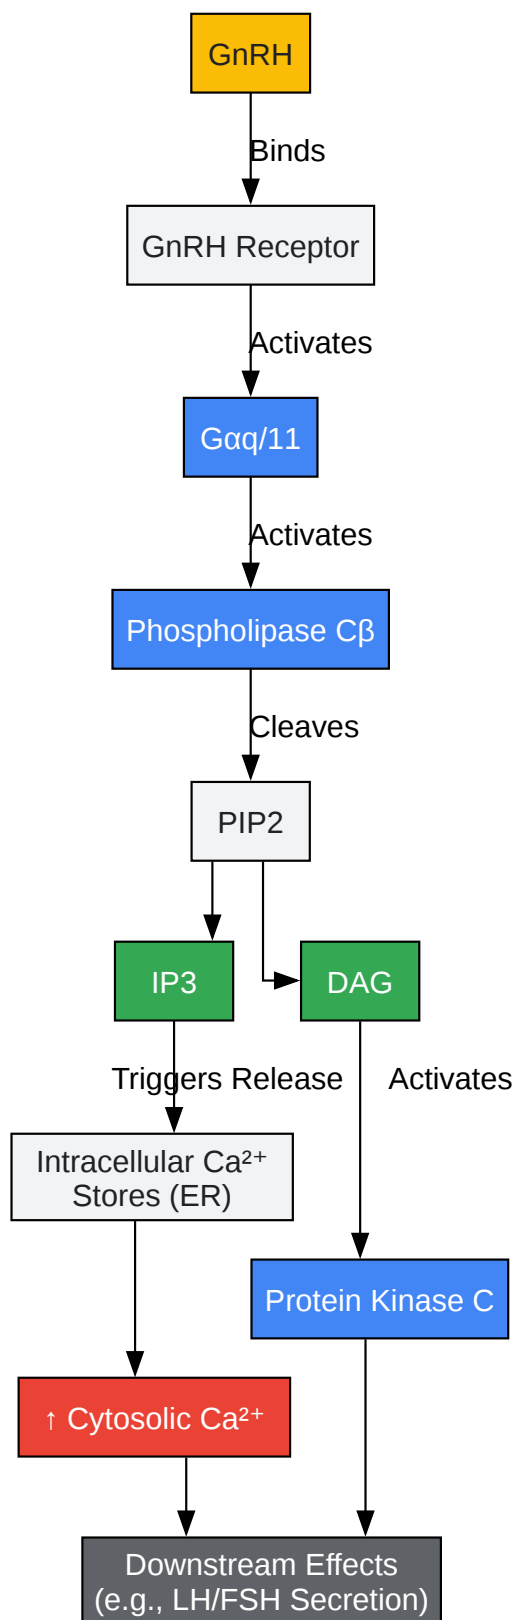 GnRH
Binds
GnRH Receptor
Activates
Gαq/11
Activates
Phospholipase Cβ
Cleaves
PIP2
IP3
DAG
Triggers Release
Activates
Intracellular Ca²⁺
Stores (ER)
Protein Kinase C
↑ Cytosolic Ca²⁺
Downstream Effects
(e.g., LH/FSH Secretion)